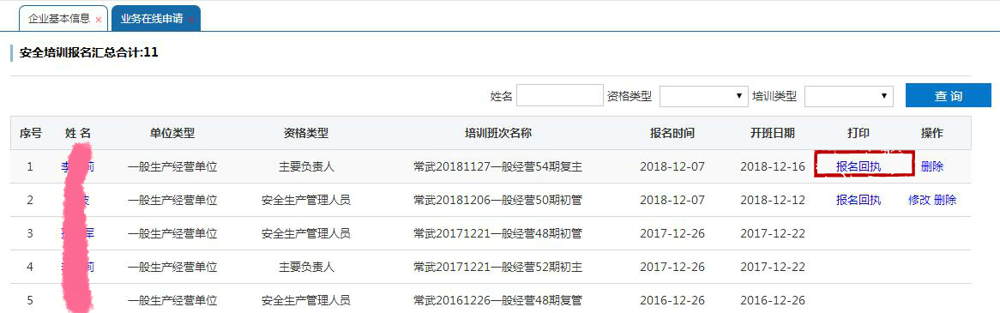 企业基本信息 × 业务在线申请 ×
安全培训报名汇总合计:11
姓名 资格类型 培训类型 查 询
序号 姓 名 单位类型 资格类型 培训班次名称 报名时间 开班日期 打印 操作
1 李 莉 一般生产经营单位 主要负责人 常武20181127一般经营54期复主 2018-12-07 2018-12-16 报名回执 删除
2 一般生产经营单位 安全生产管理人员 常武20181206一般经营50期初管 2018-12-07 2018-12-12 报名回执 修改 删除
3 军 一般生产经营单位 安全生产管理人员 常武20171221一般经营48期初管 2017-12-26 2017-12-22
4 莉 一般生产经营单位 主要负责人 常武20171221一般经营52期初主 2017-12-26 2017-12-22
5 一般生产经营单位 安全生产管理人员 常武20161226一般经营48期复管 2016-12-26 2016-12-26